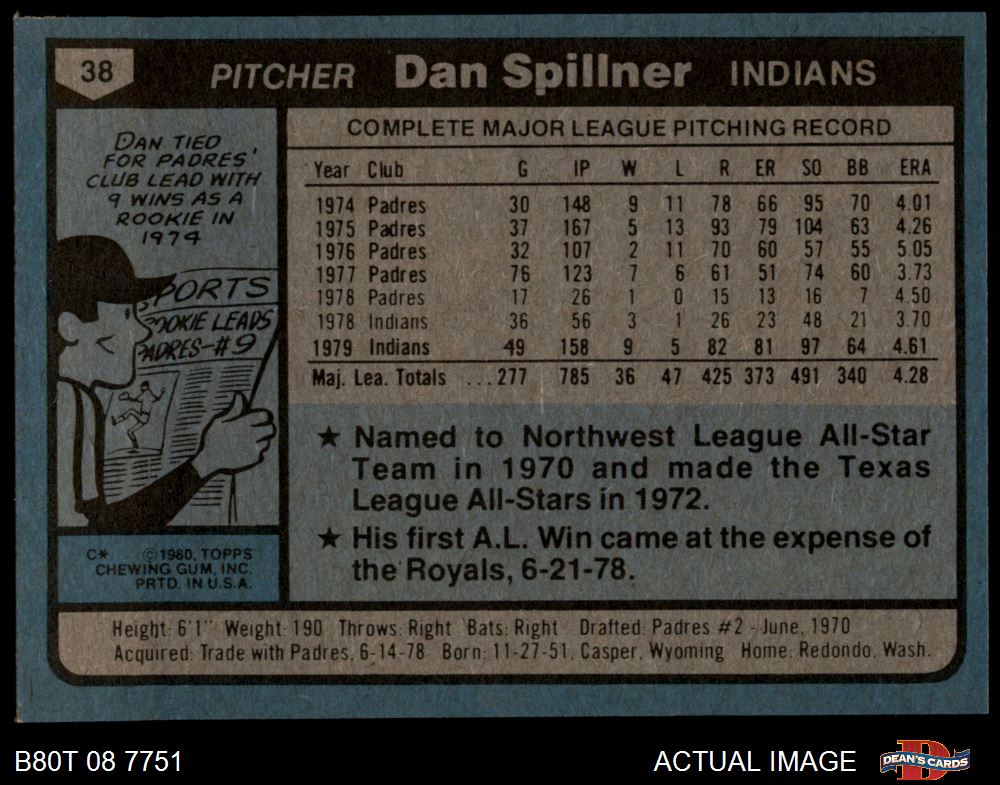 38 PITCHER Dan Spillner INDIANS
DAN TIED
FOR PADRES'
CLUB LEAD WITH
9 WINS AS A
ROOKIE IN
1974
SPORTS
ROOKIE LEADS
PADRES-#9
C* ©1980, TOPPS
CHEWING GUM, INC.
PRTD. IN U.S.A.
COMPLETE MAJOR LEAGUE PITCHING RECORD
Year Club G IP W L R ER SO BB ERA
1974 Padres 30 148 9 11 78 66 95 70 4.01
1975 Padres 37 167 5 13 93 79 104 63 4.26
1976 Padres 32 107 2 11 70 60 57 55 5.05
1977 Padres 76 123 7 6 61 51 74 60 3.73
1978 Padres 17 26 1 0 15 13 16 7 4.50
1978 Indians 36 56 3 1 26 23 48 21 3.70
1979 Indians 49 158 9 5 82 81 97 64 4.61
Maj. Lea. Totals ...277 785 36 47 425 373 491 340 4.28
★ Named to Northwest League All-Star
Team in 1970 and made the Texas
League All-Stars in 1972.
★ His first A.L. Win came at the expense of
the Royals, 6-21-78.
Height: 6'1" Weight: 190 Throws: Right Bats: Right Drafted: Padres #2 - June, 1970
Acquired: Trade with Padres, 6-14-78 Born: 11-27-51, Casper, Wyoming Home: Redondo, Wash.
B80T 08 7751 ACTUAL IMAGE D DEAN'S CARDS